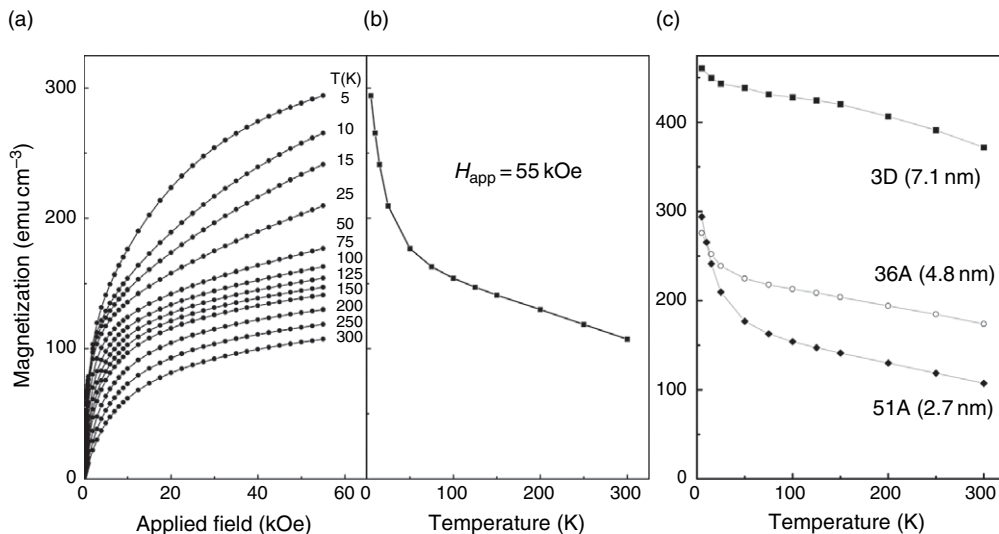 (a)
(b)
(c)
Magnetization (emu cm⁻³)
300
200
100
0
T(K)
5
10
15
25
50
75
100
125
150
200
250
300
0 20 40 60
Applied field (kOe)
H_app = 55 kOe
0 100 200 300
Temperature (K)
400
300
200
100
0
3D (7.1 nm)
36A (4.8 nm)
51A (2.7 nm)
100 200 300
Temperature (K)